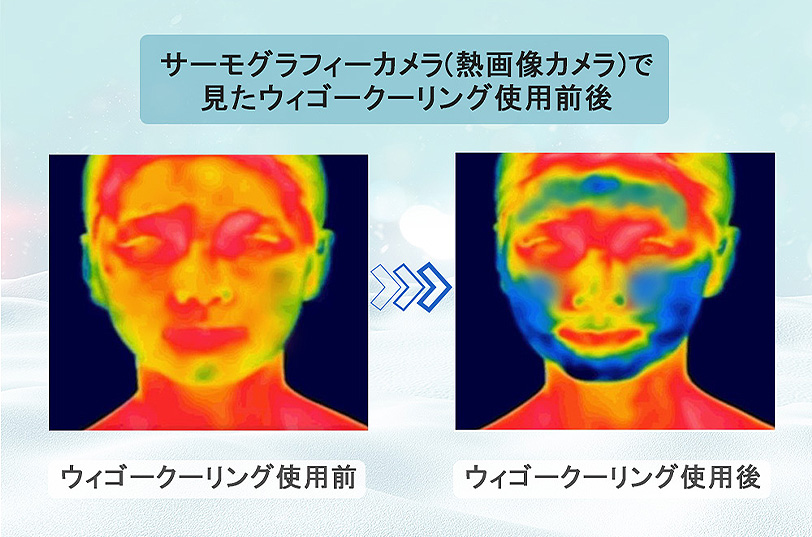 サーモグラフィーカメラ(熱画像カメラ)で
見たウィゴークーリング使用前後
ウィゴークーリング使用前
ウィゴークーリング使用後